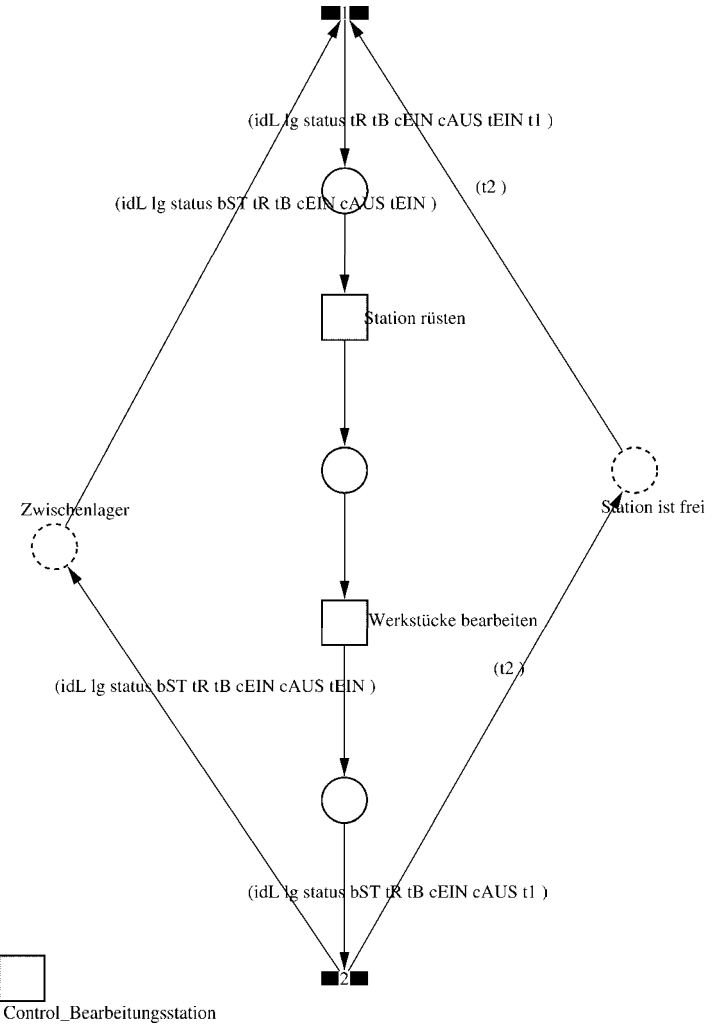 1
(idL lg status tR tB cEIN cAUS tEIN t1 )
(t2 )
(idL lg status bST tR tB cEIN cAUS tEIN )
Station rüsten
Zwischenlager
Station ist frei
Werkstücke bearbeiten
(t2 )
(idL lg status bST tR tB cEIN cAUS tEIN )
(idL lg status bST tR tB cEIN cAUS t1 )
2
Control_Bearbeitungsstation